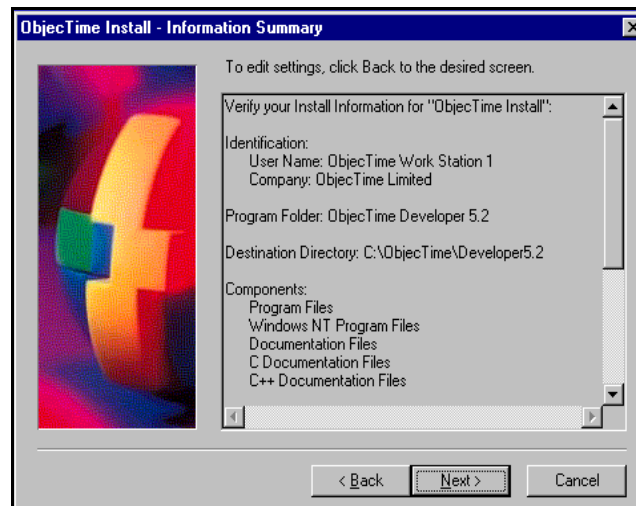 ObjecTime Install - Information Summary
To edit settings, click Back to the desired screen.
Verify your Install Information for "ObjecTime Install":
Identification:
User Name: ObjecTime Work Station 1
Company: ObjecTime Limited
Program Folder: ObjecTime Developer 5.2
Destination Directory: C:\ObjecTime\Developer5.2
Components:
Program Files
Windows NT Program Files
Documentation Files
C Documentation Files
C++ Documentation Files
< Back Next > Cancel